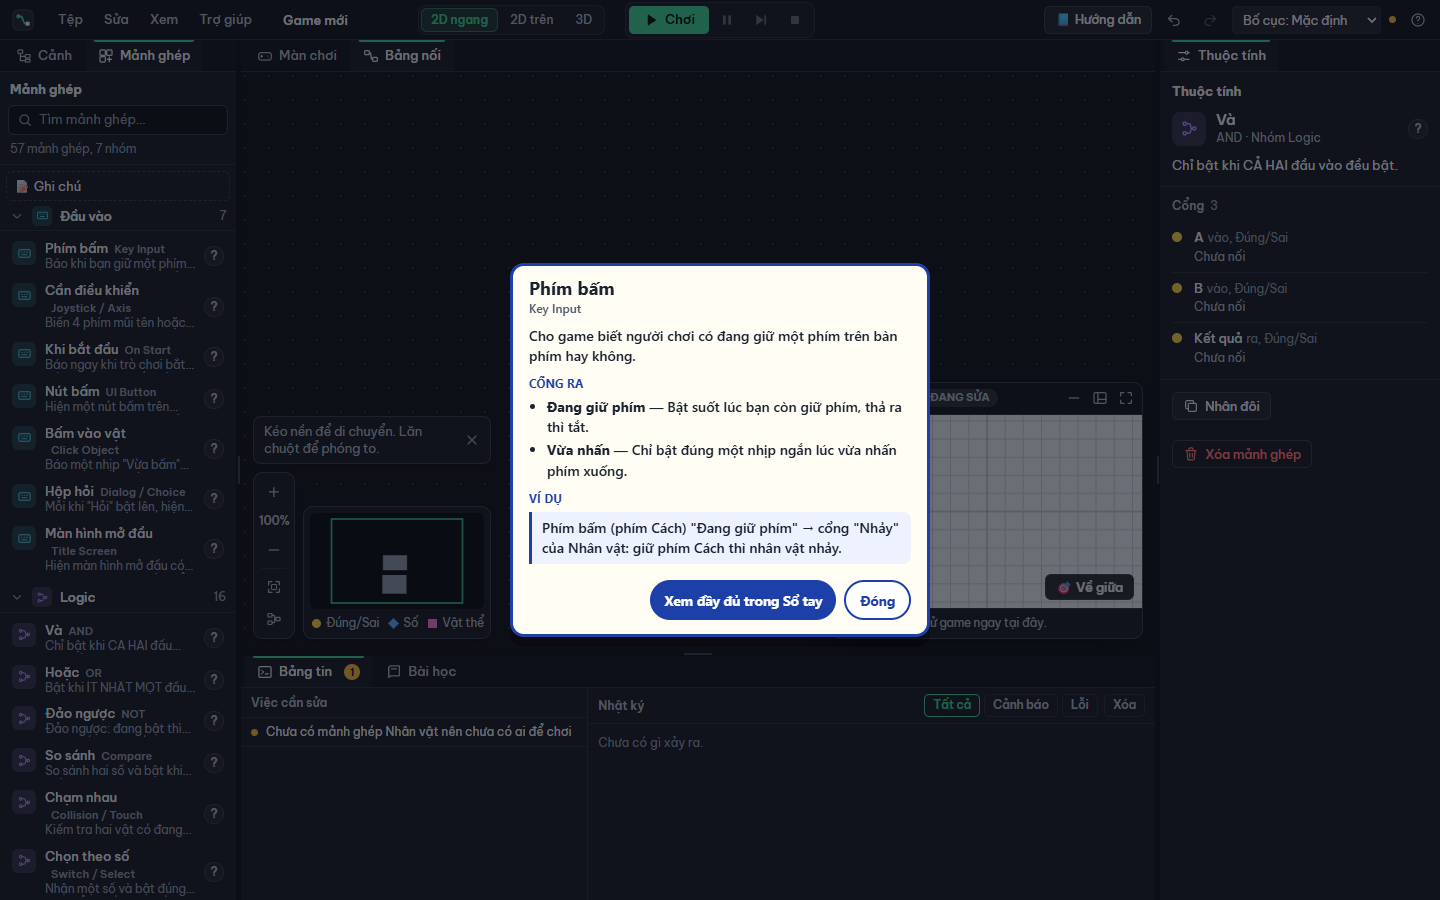 Tệp Sửa Xem Trợ giúp Game mới 2D ngang 2D trên 3D Chơi Hướng dẫn Bố cục: Mặc định
Cảnh Mảnh ghép Màn chơi Bảng nối Thuộc tính
Mảnh ghép
Tìm mảnh ghép...
57 mảnh ghép, 7 nhóm
Ghi chú
Đầu vào 7
Phím bấm Key Input
Báo khi bạn giữ một phím...
Cần điều khiển
Joystick / Axis
Biến 4 phím mũi tên hoặc...
Khi bắt đầu On Start
Báo ngay khi trò chơi bắt...
Nút bấm UI Button
Hiện một nút bấm trên...
Bấm vào vật
Click Object
Báo một nhịp "Vừa bấm"...
Hộp hỏi Dialog / Choice
Mỗi khi "Hỏi" bật lên, hiện...
Màn hình mở đầu
Title Screen
Hiện màn hình mở đầu có...
Logic 16
Và AND
Chỉ bật khi CẢ HAI đầu...
Hoặc OR
Bật khi ÍT NHẤT MỘT đầu...
Đảo ngược NOT
Đảo ngược: đang bật thì...
So sánh Compare
So sánh hai số và bật khi...
Chạm nhau
Collision / Touch
Kiểm tra hai vật có đang...
Chọn theo số
Switch / Select
Nhận một số và bật đúng...
Kéo nền để di chuyển. Lăn
chuột để phóng to.
100%
Đúng/Sai Số Vật thể
Phím bấm
Key Input
Cho game biết người chơi có đang giữ một phím trên bàn
phím hay không.
CỔNG RA
• Đang giữ phím — Bật suốt lúc bạn còn giữ phím, thả ra
thì tắt.
• Vừa nhấn — Chỉ bật đúng một nhịp ngắn lúc vừa nhấn
phím xuống.
VÍ DỤ
Phím bấm (phím Cách) "Đang giữ phím" → cổng "Nhảy"
của Nhân vật: giữ phím Cách thì nhân vật nhảy.
Xem đầy đủ trong Sổ tay Đóng
ĐANG SỬA
Về giữa
game ngay tại đây.
Bảng tin 1 Bài học
Việc cần sửa
Chưa có mảnh ghép Nhân vật nên chưa có ai để chơi
Nhật ký Tất cả Cảnh báo Lỗi Xóa
Chưa có gì xảy ra.
Thuộc tính
Và
AND · Nhóm Logic
Chỉ bật khi CẢ HAI đầu vào đều bật.
Cổng 3
A vào, Đúng/Sai
Chưa nối
B vào, Đúng/Sai
Chưa nối
Kết quả ra, Đúng/Sai
Chưa nối
Nhân đôi
Xóa mảnh ghép